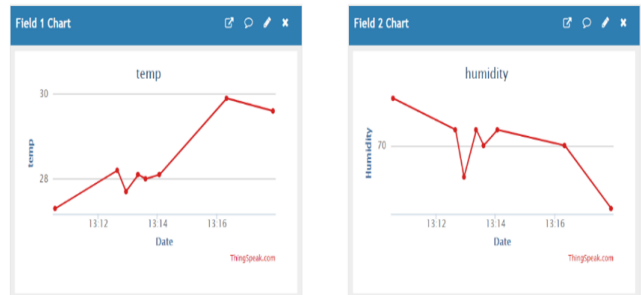 Field 1 Chart
temp
30
28
temp
13:12 13:14 13:16
Date
ThingSpeak.com
Field 2 Chart
humidity
70
Humidity
13:12 13:14 13:16
Date
ThingSpeak.com